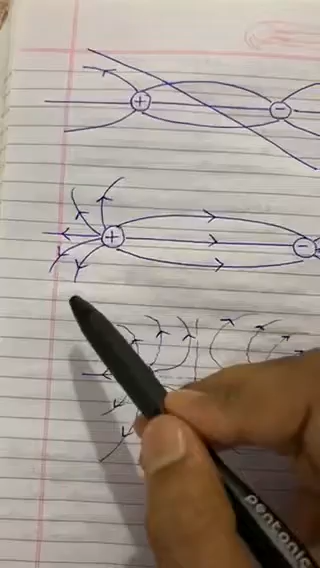 + −
+ −
pentonic